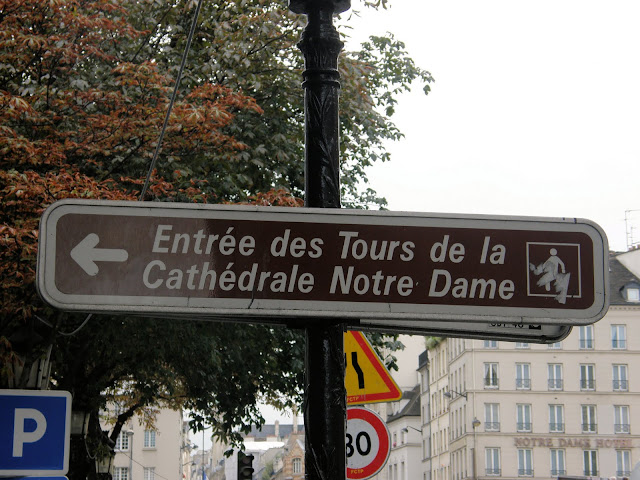 Entrée des Tours de la
Cathédrale Notre Dame
P
30
NOTRE DAME HOTEL